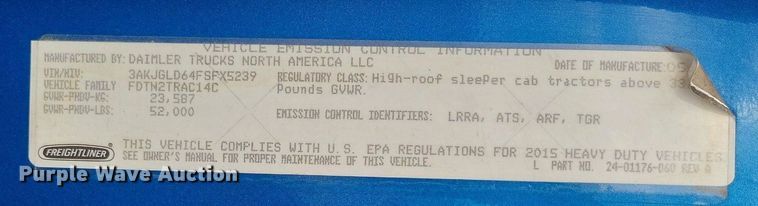 VEHICLE EMISSION CONTROL INFORMATION
MANUFACTURED BY: DAIMLER TRUCKS NORTH AMERICA LLC DATE OF MANUFACTURE:
VIN/NIV: 3AKJGLD64FSFX5239 REGULATORY CLASS: High-roof sleeper cab tractors above 33
VEHICLE FAMILY FDTN2TRAC14C Pounds GVWR.
GVWR-PNDV-KG: 23,587
GVWR-PNDV-LBS: 52,000 EMISSION CONTROL IDENTIFIERS: LRRA, ATS, ARF, TGR
FREIGHTLINER THIS VEHICLE COMPLIES WITH U.S. EPA REGULATIONS FOR 2015 HEAVY DUTY VEHICLES
SEE OWNER'S MANUAL FOR PROPER MAINTENANCE OF THIS VEHICLE.
L PART NO. 24-01176-060 REV A
Purple Wave Auction